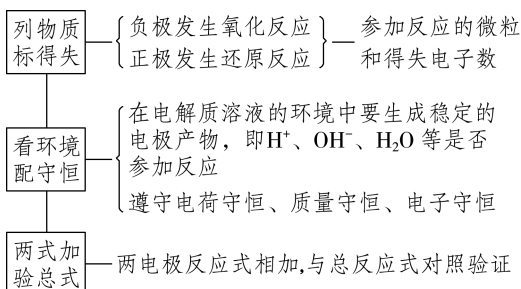 列物质
标得失
负极发生氧化反应
正极发生还原反应
参加反应的微粒
和得失电子数
看环境
配守恒
在电解质溶液的环境中要生成稳定的
电极产物，即H⁺、OH⁻、H₂O 等是否
参加反应
遵守电荷守恒、质量守恒、电子守恒
两式加
验总式
两电极反应式相加,与总反应式对照验证